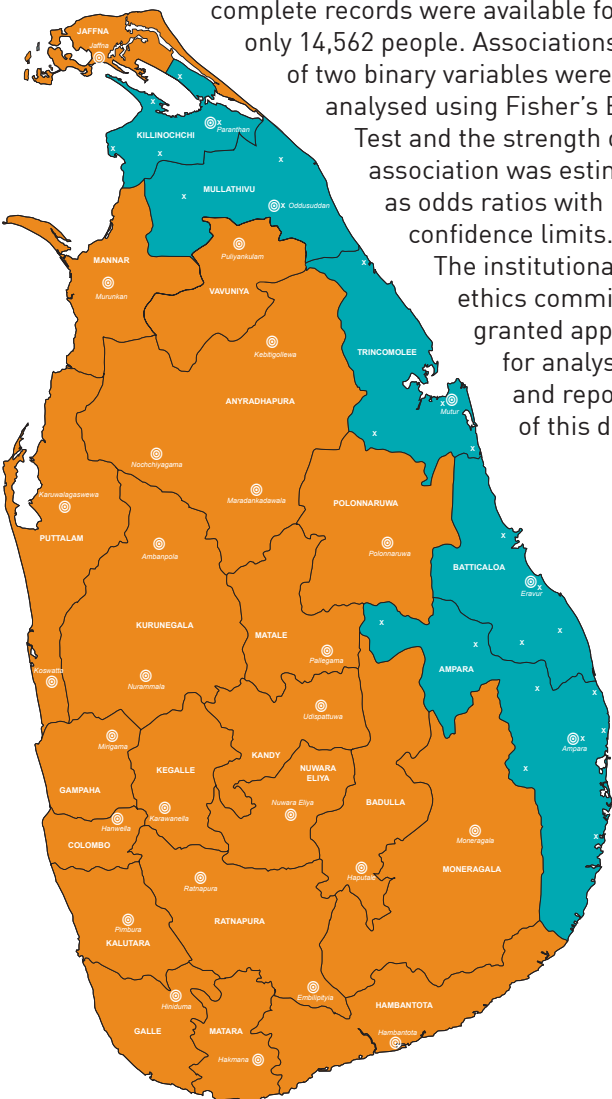 complete records were available fo
only 14,562 people. Associations
of two binary variables were
analysed using Fisher's E
Test and the strength o
association was estin
as odds ratios with
confidence limits.
The institutiona
ethics commi
granted app
for analys
and repo
of this d
JAFFNA
Jaffna
x
x
KILLINOCHCHI
x
Paranthan
x
x
x
MULLATHIVU
x
x
Oddusuddan
MANNAR
Murunkan
Puliyankulam
VAVUNIYA
x
Kebitigollewa
TRINCOMOLEE
x
Mutur
ANYRADHAPURA
x
x
Nochchiyagama
Maradankadawala
Karuwalagaswewa
PUTTALAM
POLONNARUWA
Polonnaruwa
Ambanpola
x
BATTICALOA
x
Eravur
KURUNEGALA
MATALE
x
x
x
x
Pallegama
AMPARA
Koswatta
Nurammala
x
x
Udispattuwa
x
x
Ampara
Mirigama
KANDY
KEGALLE
NUWARA
ELIYA
x
GAMPAHA
Nuwara Eliya
BADULLA
Karawanella
Hanwella
COLOMBO
Moneragala
x
Haputale
MONERAGALA
Ratnapura
RATNAPURA
Pimbura
KALUTARA
Embilipityia
Hiniduma
HAMBANTOTA
GALLE
MATARA
Hambantota
Hakmana